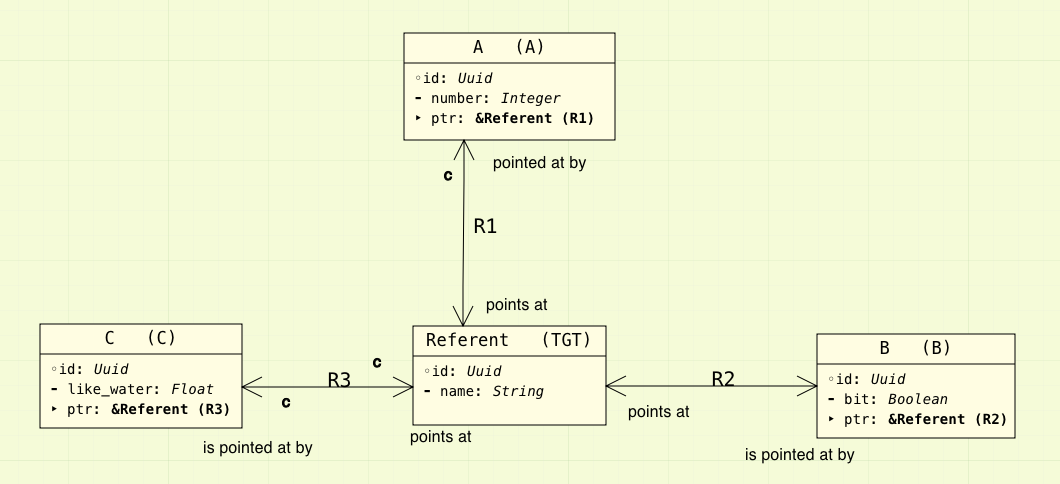 A (A)
◦id: Uuid
- number: Integer
‣ ptr: &Referent (R1)
pointed at by
c
R1
points at
C (C)
◦id: Uuid
- like_water: Float
‣ ptr: &Referent (R3)
is pointed at by
c
R3
c
points at
Referent (TGT)
◦id: Uuid
- name: String
R2
points at
is pointed at by
B (B)
◦id: Uuid
- bit: Boolean
‣ ptr: &Referent (R2)